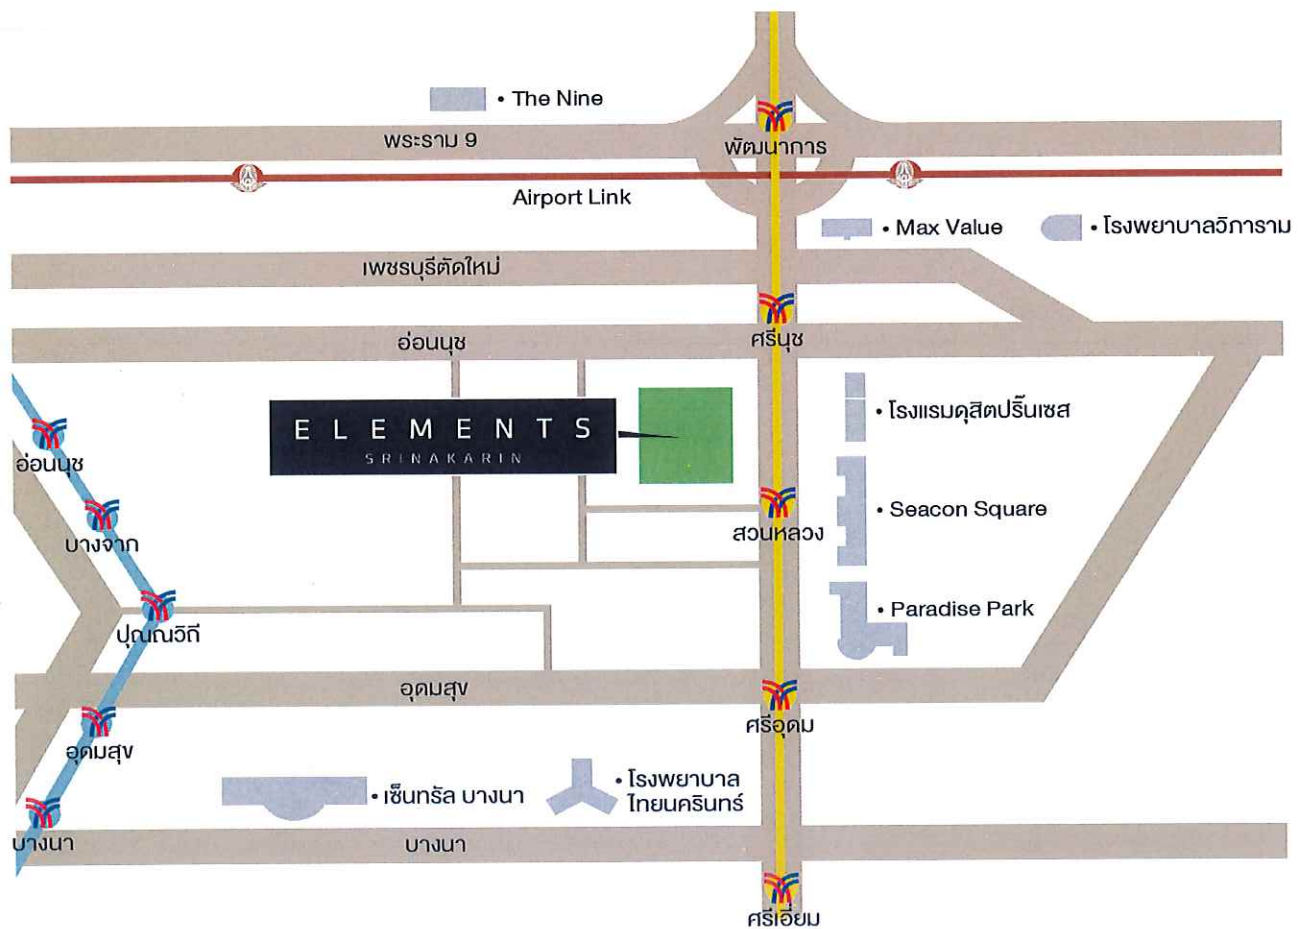 • The Nine
พระราม 9
พัฒนาการ
Airport Link
• Max Value
• โรงพยาบาลวิภาราม
เพชรบุรีตัดใหม่
อ่อนนุช
ศรีนุช
ELEMENTS
SRINAKARIN
• โรงแรมดุสิตปริ๊นเซส
อ่อนนุช
• Seacon Square
สวนหลวง
บางจาก
• Paradise Park
ปุณณวิถี
อุดมสุข
ศรีอุดม
อุดมสุข
• เซ็นทรัล บางนา
• โรงพยาบาล
ไทยนครินทร์
บางนา
บางนา
ศรีเอี่ยม